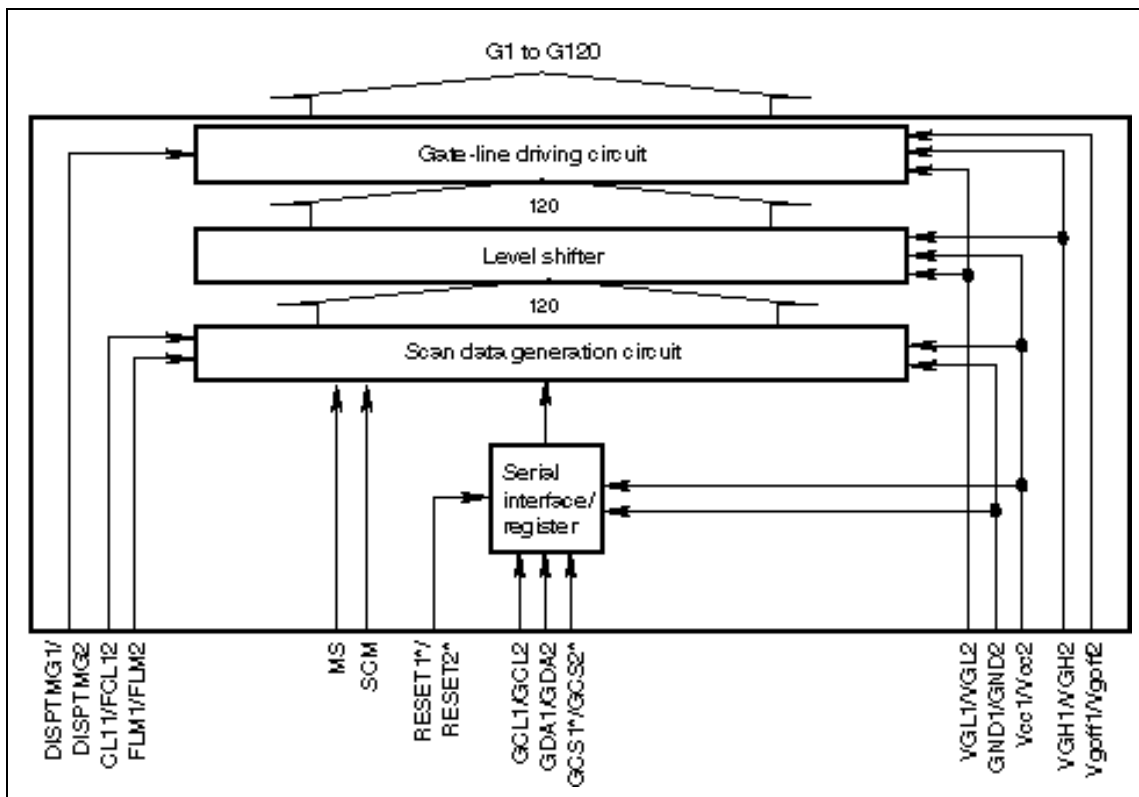 G1 to G120
Gate-line driving circuit
120
Level shifter
120
Scan data generation circuit
Serial
interface/
register
DISPTMG1/
DISPTMG2
CL11/FCL12
FLM1/FLM2
MS
SCM
RESET1*/
RESET2*
GCL1/GCL2
GDA1/GDA2
GCS1*/GCS2*
VGL1/VGL2
GND1/GND2
Vcc1/Vcc2
VGH1/VGH2
Vgoff1/Vgoff2